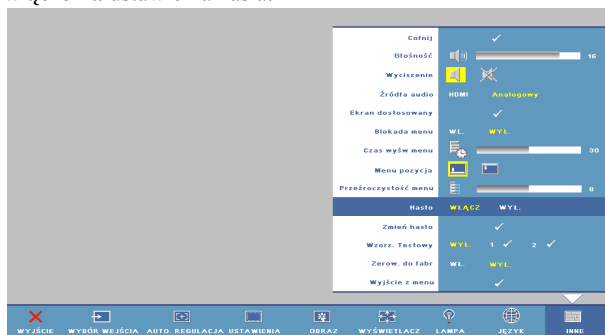 Cofnij
Głośność 16
Wyciszenie
Źródła audio HDMI Analogowy
Ekran dostosowany
Blokada menu WŁ. WYŁ.
Czas wyśw menu 30
Menu pozycja
Przeźroczystość menu 8
Hasło WŁĄCZ WYŁ.
Zmień hasło
Wzorz. Testowy WYŁ. 1 2
Zerow. do fabr WŁ. WYŁ.
Wyjście z menu
WYJŚCIE WYBÓR WEJŚCIA AUTO. REGULACJA USTAWIENIA OBRAZ WYŚWIETLACZ LAMPA JĘZYK INNE